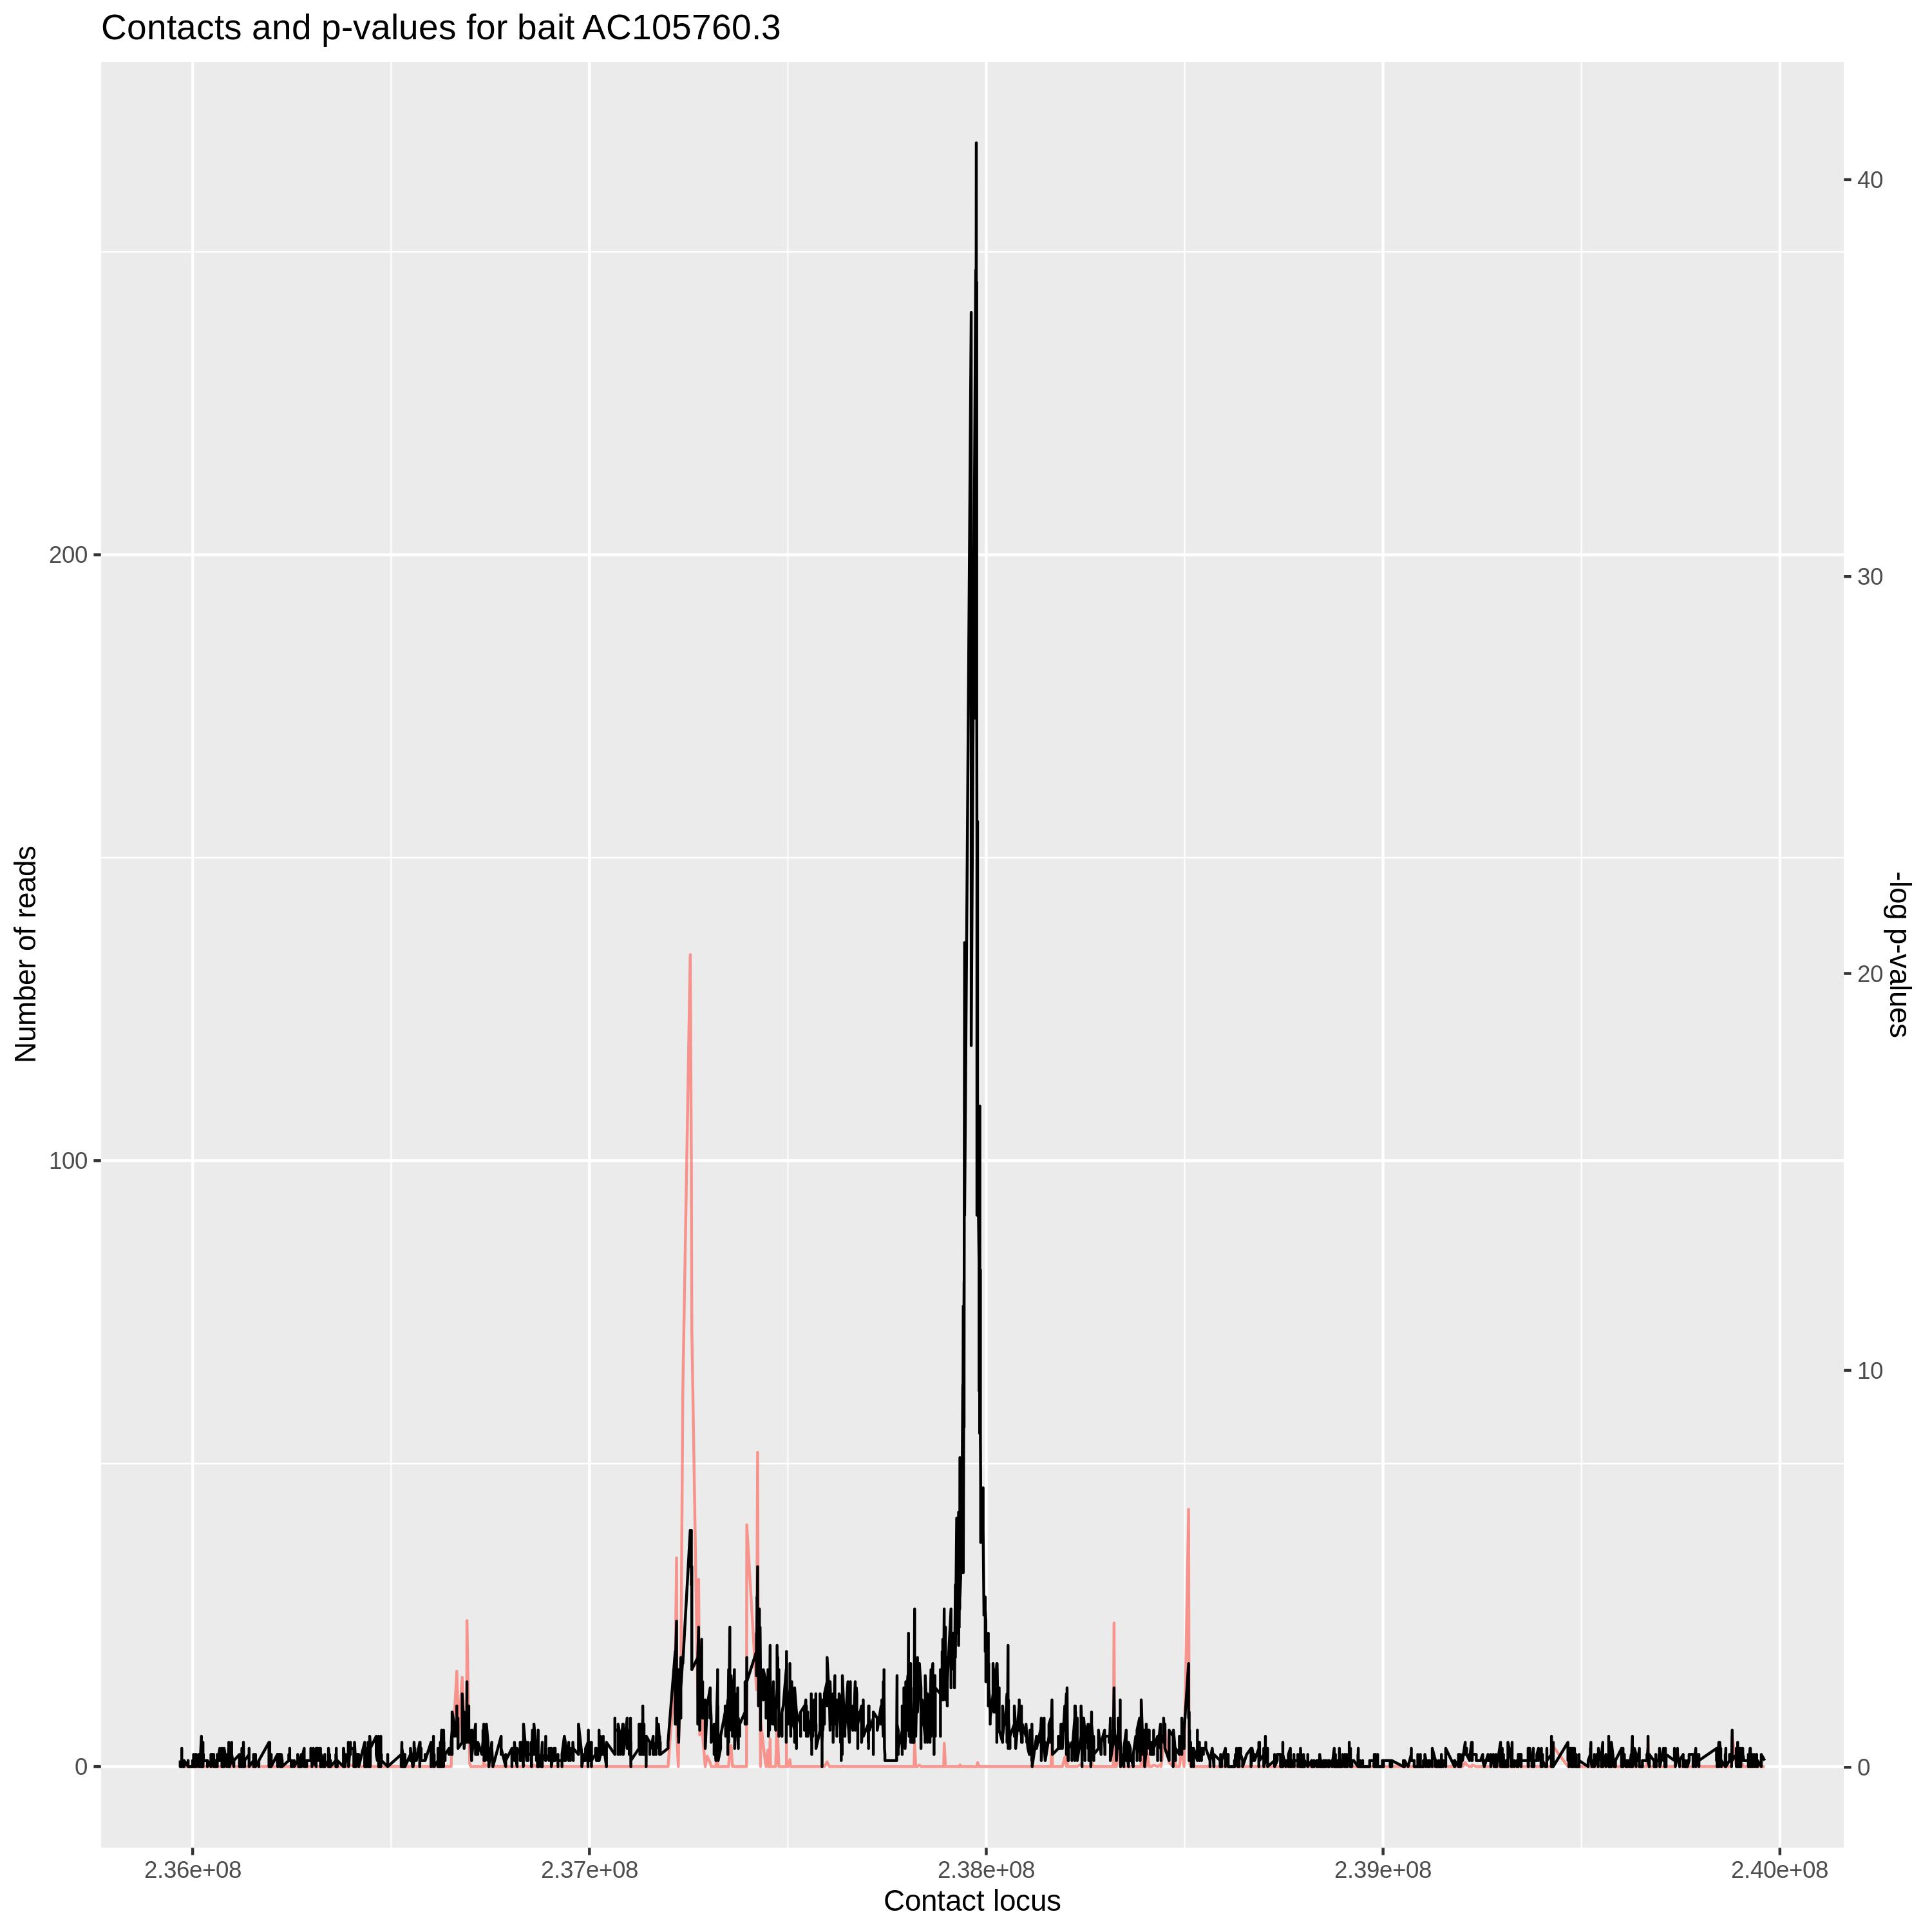 Contacts and p-values for bait AC105760.3
Number of reads
200
100
0
40
30
20
10
0
-log p-values
2.36e+08
2.37e+08
2.38e+08
2.39e+08
2.40e+08
Contact locus